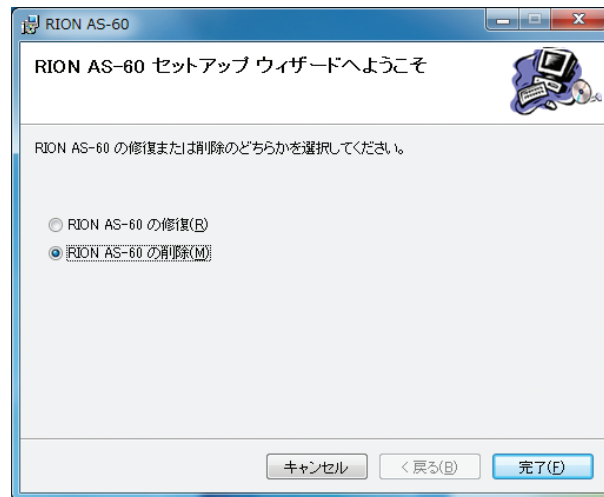 RION AS-60
RION AS-60 セットアップ ウィザードへようこそ
RION AS-60 の修復または削除のどちらかを選択してください。
RION AS-60 の修復(R)
RION AS-60 の削除(M)
キャンセル
< 戻る(B)
完了(F)